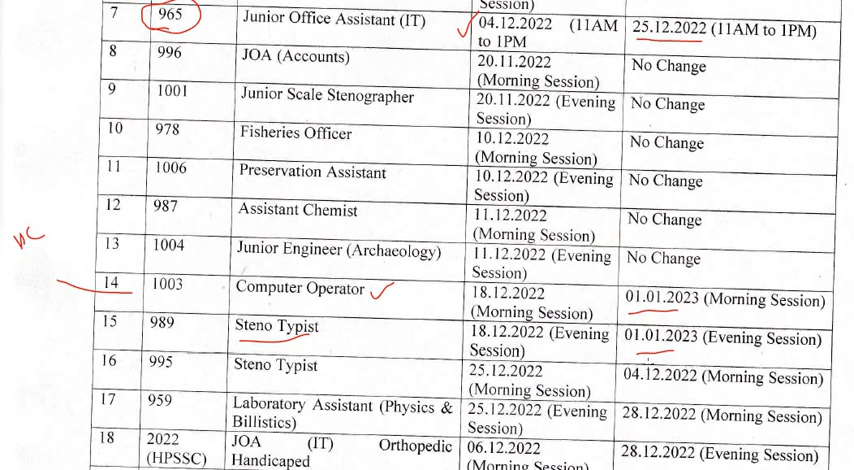 Session)
7 965 Junior Office Assistant (IT) 04.12.2022 (11AM 25.12.2022 (11AM to 1PM)
to 1PM
8 996 JOA (Accounts) 20.11.2022 No Change
(Morning Session)
9 1001 Junior Scale Stenographer 20.11.2022 (Evening No Change
Session)
10 978 Fisheries Officer 10.12.2022 No Change
(Morning Session)
11 1006 Preservation Assistant 10.12.2022 (Evening No Change
Session)
12 987 Assistant Chemist 11.12.2022 No Change
(Morning Session)
13 1004 Junior Engineer (Archaeology) 11.12.2022 (Evening No Change
Session)
14 1003 Computer Operator 18.12.2022 01.01.2023 (Morning Session)
(Morning Session)
15 989 Steno Typist 18.12.2022 (Evening 01.01.2023 (Evening Session)
Session)
16 995 Steno Typist 25.12.2022 04.12.2022 (Morning Session)
(Morning Session)
17 959 Laboratory Assistant (Physics & 25.12.2022 (Evening 28.12.2022 (Morning Session)
Billistics) Session)
18 2022 JOA (IT) Orthopedic 06.12.2022 28.12.2022 (Evening Session)
(HPSSC) Handicaped (Morning Session)